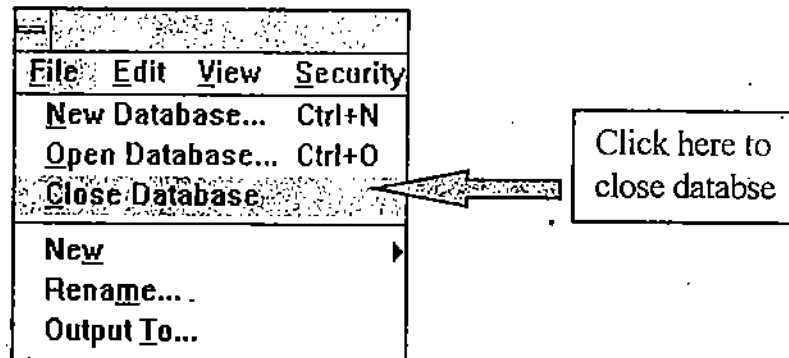 File Edit View Security
New Database... Ctrl+N
Open Database... Ctrl+O
Close Database
New
Rename...
Output To...
Click here to
close databse